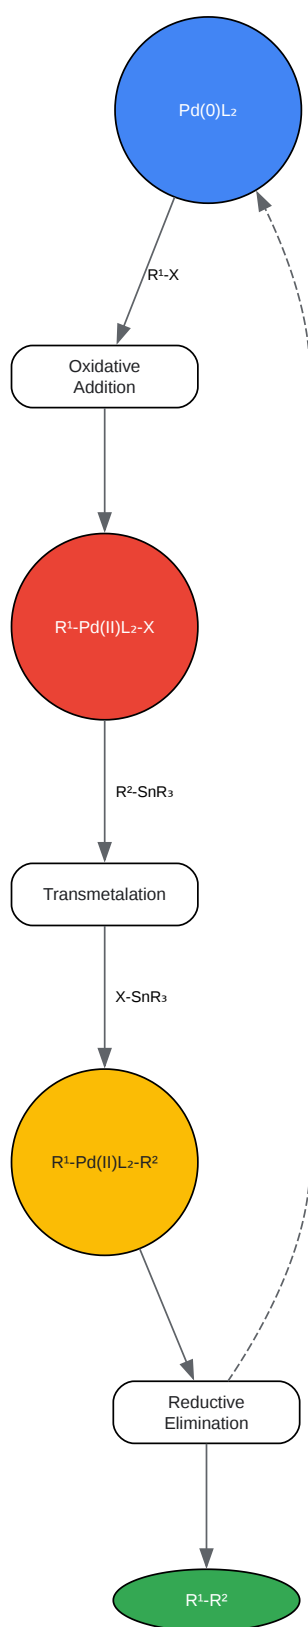 Pd(0)L₂
R¹-X
Oxidative
Addition
R¹-Pd(II)L₂-X
R²-SnR₃
Transmetalation
X-SnR₃
R¹-Pd(II)L₂-R²
Reductive
Elimination
R¹-R²